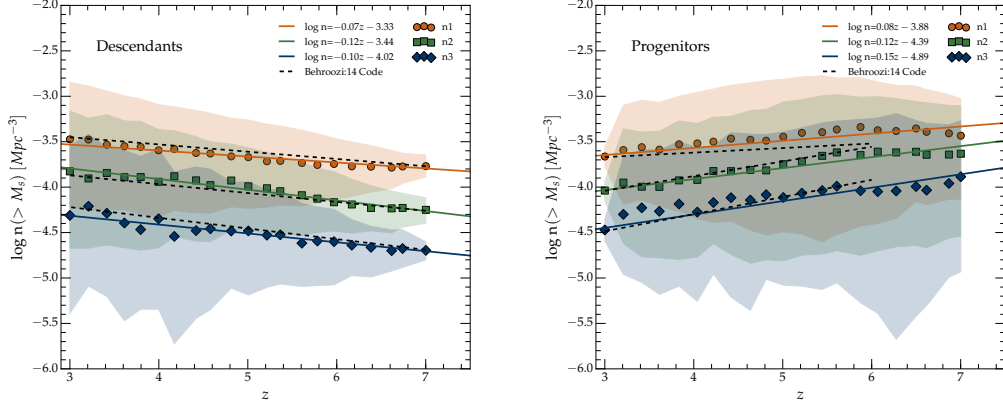 Descendants
log n=−0.07z − 3.33 n1
log n=−0.12z − 3.44 n2
log n=−0.10z − 4.02 n3
Behroozi:14 Code
−2.0
−2.5
−3.0
−3.5
−4.0
−4.5
−5.0
−5.5
−6.0
log n(> M_s) [Mpc^{−3}]
3 4 5 6 7
z
Progenitors
log n=0.08z − 3.88 n1
log n=0.12z − 4.39 n2
log n=0.15z − 4.89 n3
Behroozi:14 Code
−2.0
−2.5
−3.0
−3.5
−4.0
−4.5
−5.0
−5.5
−6.0
log n(> M_s) [Mpc^{−3}]
3 4 5 6 7
z